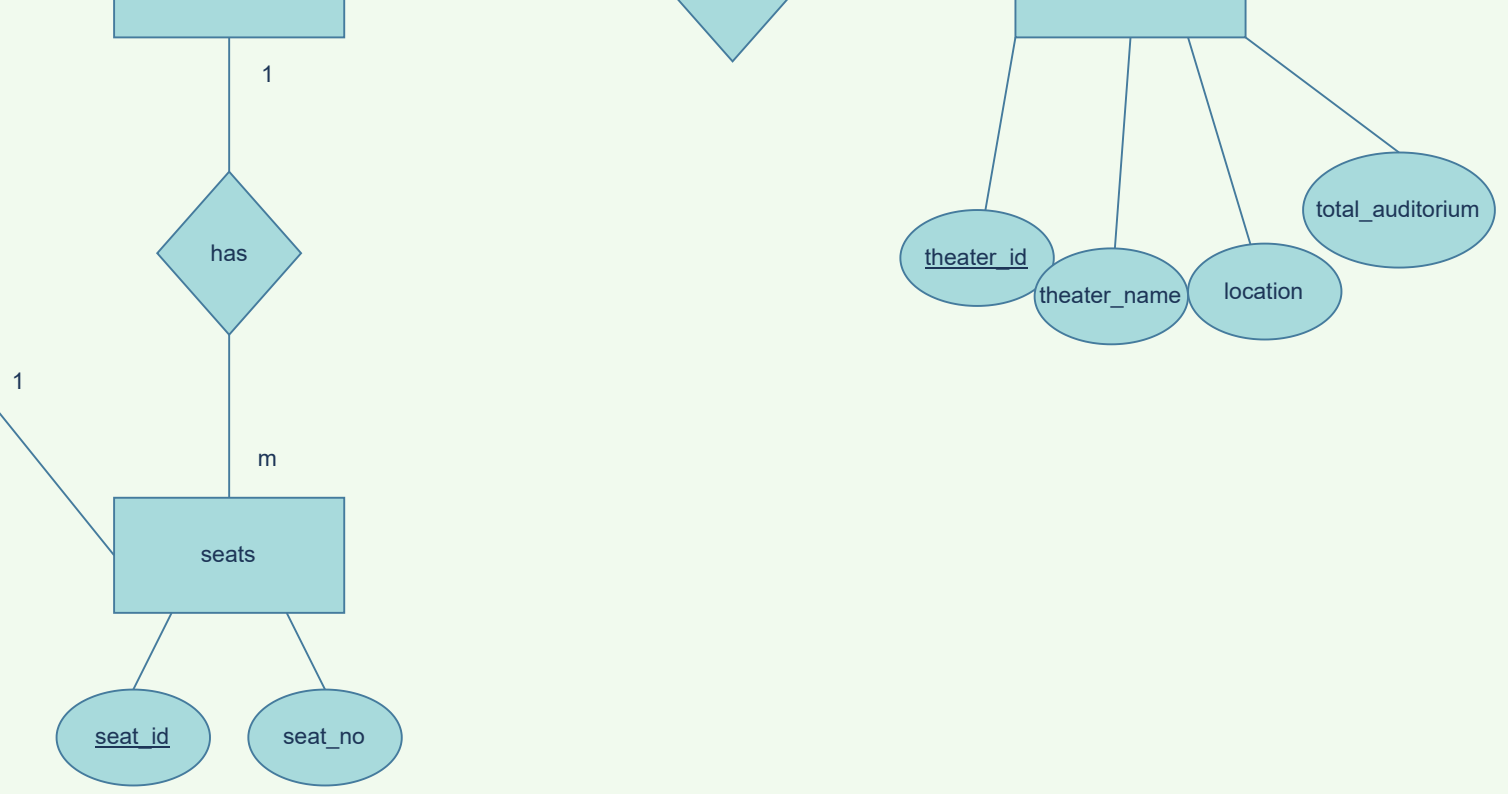 1
has
theater_id
theater_name
location
total_auditorium
1
m
seats
seat_id
seat_no